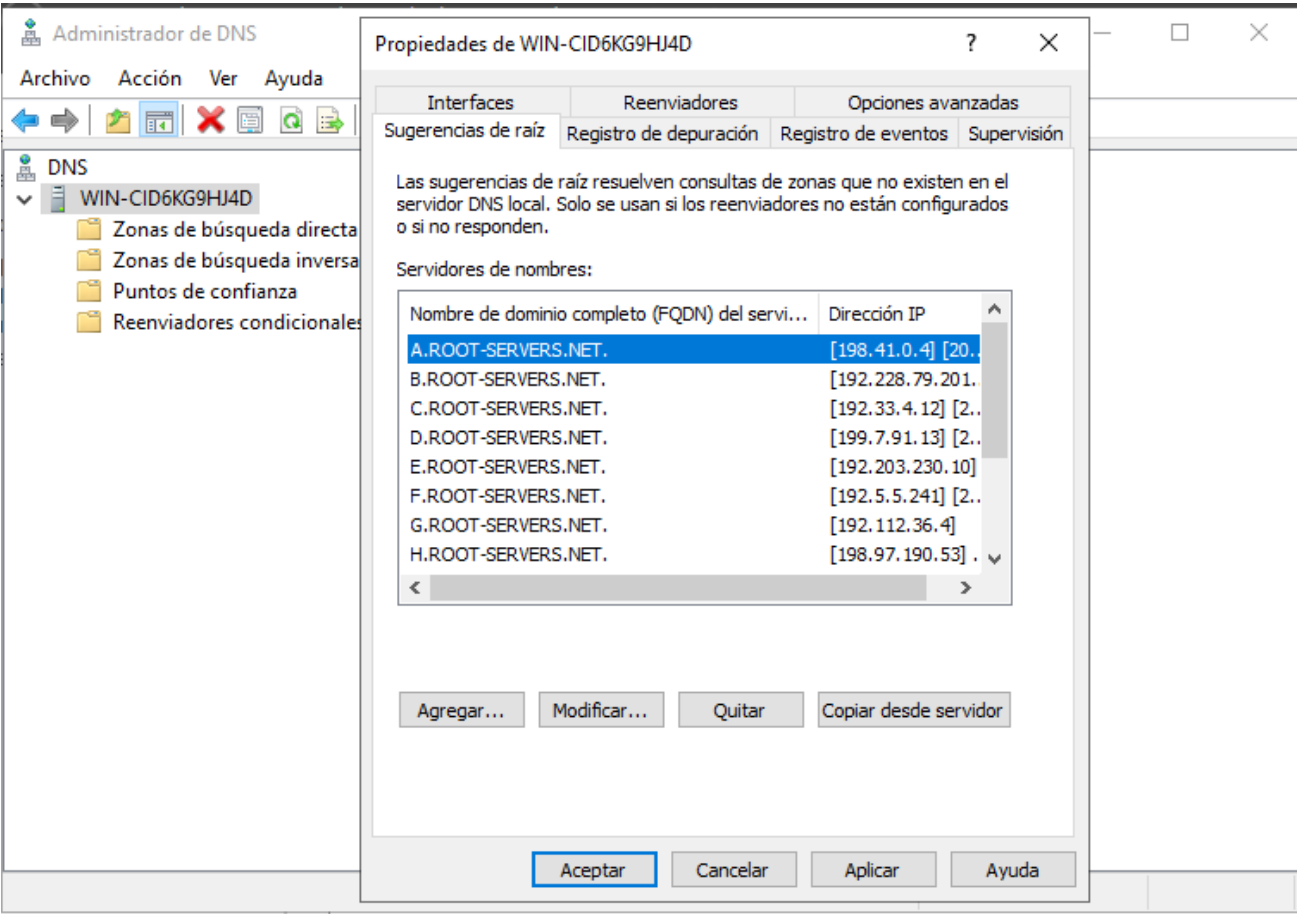 Administrador de DNS
Archivo Acción Ver Ayuda
DNS
WIN-CID6KG9HJ4D
Zonas de búsqueda directa
Zonas de búsqueda inversa
Puntos de confianza
Reenviadores condicionales
Propiedades de WIN-CID6KG9HJ4D ?
Interfaces Reenviadores Opciones avanzadas
Sugerencias de raíz Registro de depuración Registro de eventos Supervisión
Las sugerencias de raíz resuelven consultas de zonas que no existen en el
servidor DNS local. Solo se usan si los reenviadores no están configurados
o si no responden.
Servidores de nombres:
Nombre de dominio completo (FQDN) del servi... Dirección IP
A.ROOT-SERVERS.NET. [198.41.0.4] [20..
B.ROOT-SERVERS.NET. [192.228.79.201.
C.ROOT-SERVERS.NET. [192.33.4.12] [2..
D.ROOT-SERVERS.NET. [199.7.91.13] [2..
E.ROOT-SERVERS.NET. [192.203.230.10]
F.ROOT-SERVERS.NET. [192.5.5.241] [2..
G.ROOT-SERVERS.NET. [192.112.36.4]
H.ROOT-SERVERS.NET. [198.97.190.53] .
Agregar... Modificar... Quitar Copiar desde servidor
Aceptar Cancelar Aplicar Ayuda